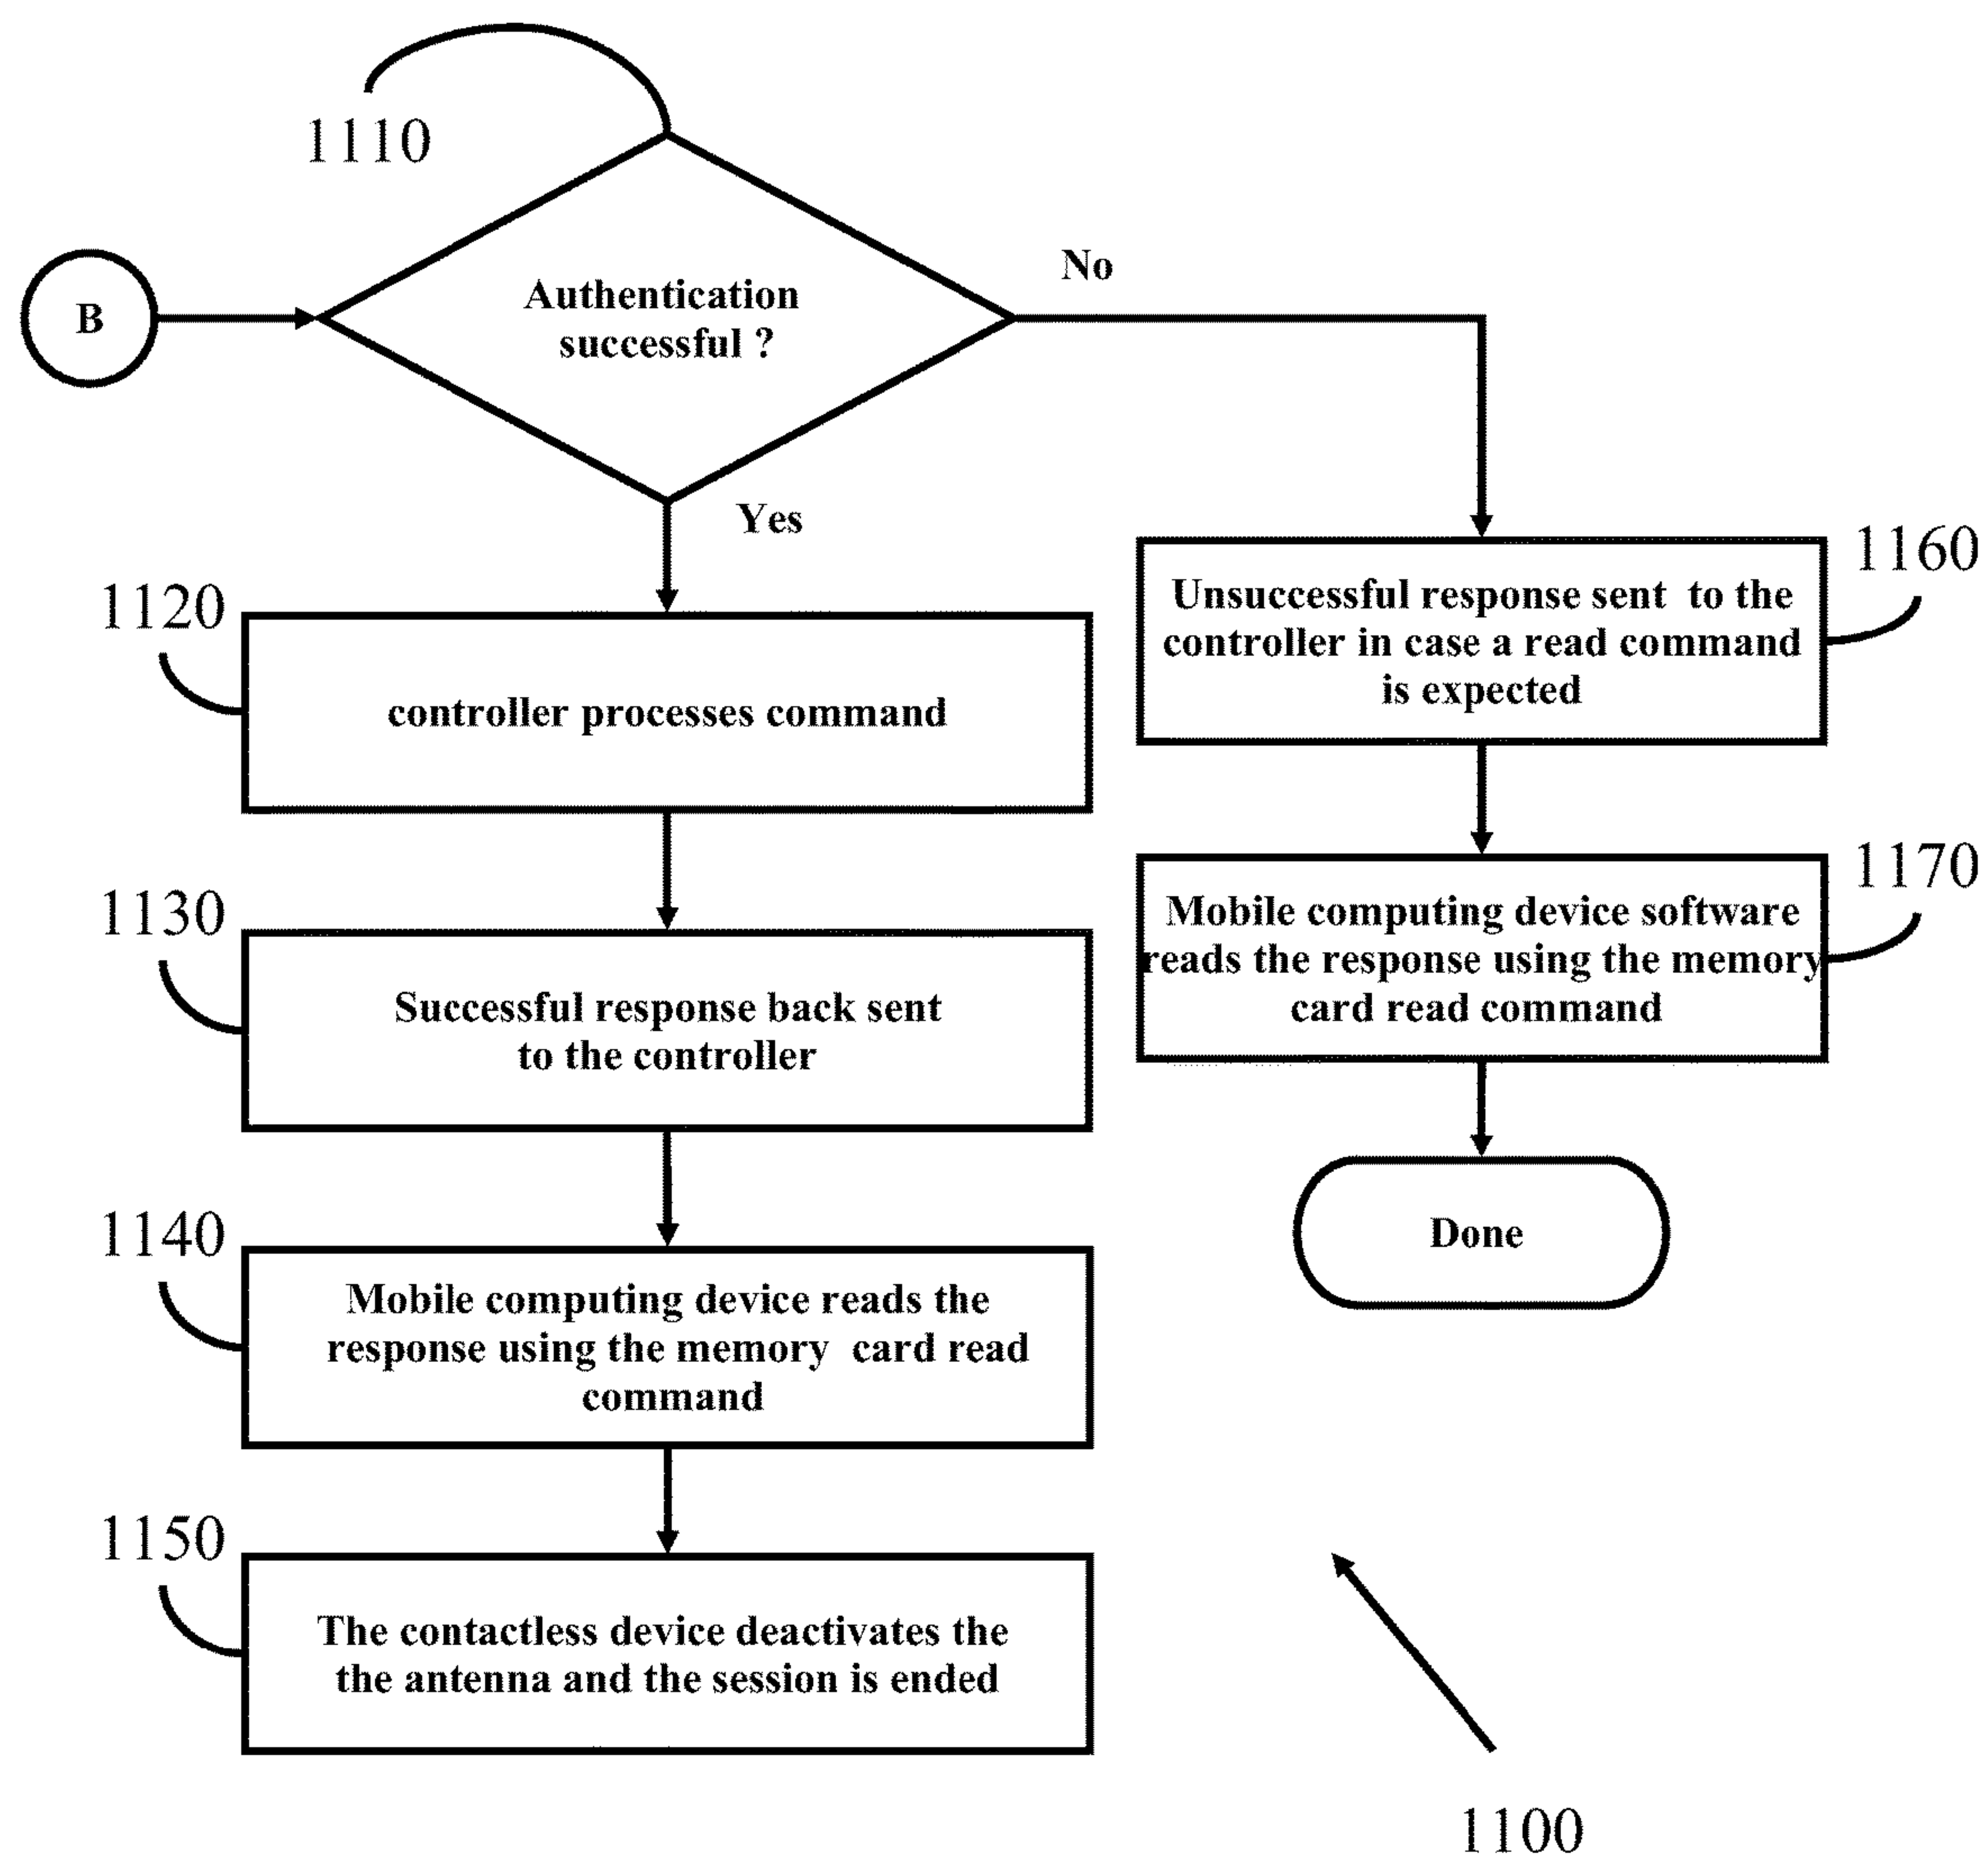 1110
B
Authentication
successful ?
No
Yes
1120
controller processes command
1130
Successful response back sent
to the controller
1140
Mobile computing device reads the
response using the memory card read
command
1150
The contactless device deactivates the
the antenna and the session is ended
1160
Unsuccessful response sent to the
controller in case a read command
is expected
1170
Mobile computing device software
reads the response using the memory
card read command
Done
1100